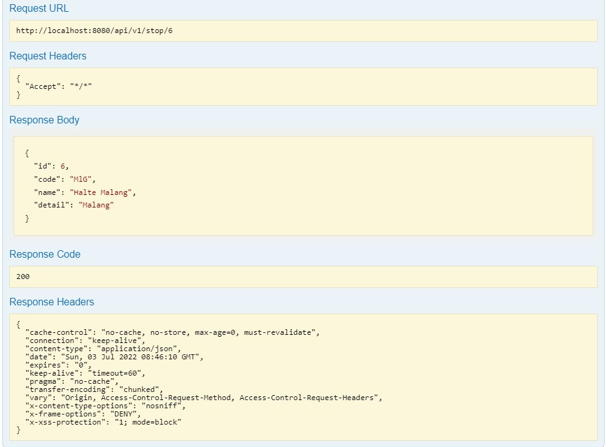 Request URL
http://localhost:8080/api/v1/stop/6
Request Headers
{
"Accept": "*/*"
}
Response Body
{
"id": 6,
"code": "MlG",
"name": "Halte Malang",
"detail": "Malang"
}
Response Code
200
Response Headers
{
"cache-control": "no-cache, no-store, max-age=0, must-revalidate",
"connection": "keep-alive",
"content-type": "application/json",
"date": "Sun, 03 Jul 2022 08:46:10 GMT",
"expires": "0",
"keep-alive": "timeout=60",
"pragma": "no-cache",
"transfer-encoding": "chunked",
"vary": "Origin, Access-Control-Request-Method, Access-Control-Request-Headers",
"x-content-type-options": "nosniff",
"x-frame-options": "DENY",
"x-xss-protection": "1; mode=block"
}